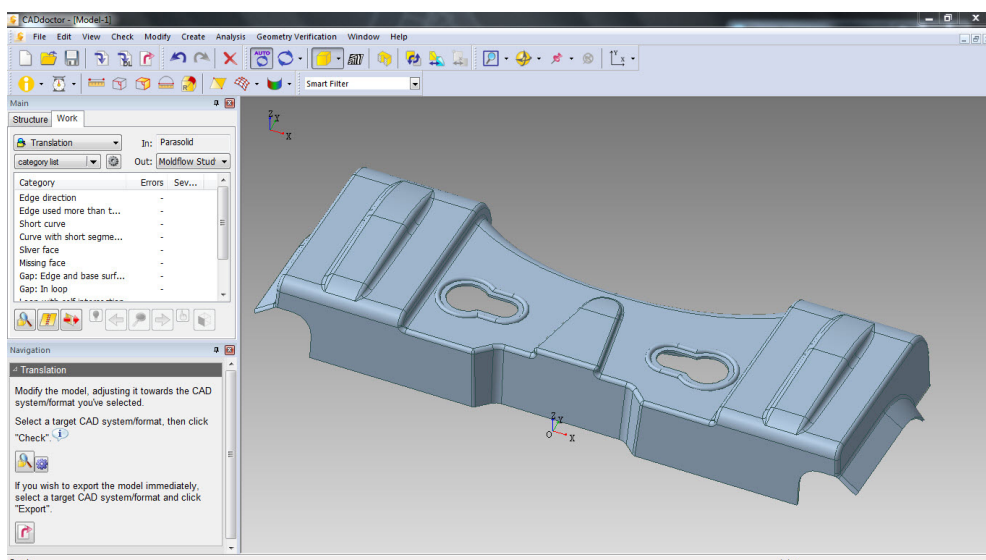 CADdoctor - [Model-1]
File Edit View Check Modify Create Analysis Geometry Verification Window Help
AUTO
Smart Filter
Main
Structure Work
Translation In: Parasolid
category list Out: Moldflow Stud
Category Errors Sev...
Edge direction -
Edge used more than t... -
Short curve -
Curve with short segme... -
Sliver face -
Missing face -
Gap: Edge and base surf... -
Gap: In loop -
Navigation
Translation
Modify the model, adjusting it towards the CAD
system/format you've selected.
Select a target CAD system/format, then click
"Check".
If you wish to export the model immediately,
select a target CAD system/format and click
"Export".
Z Y
X
Z Y
O X